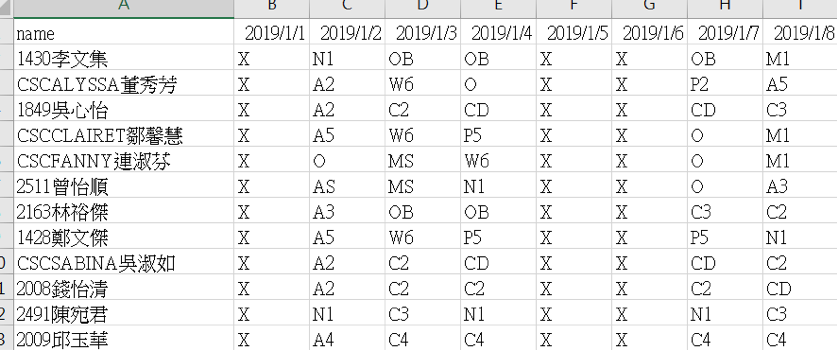 A B C D E F G H I
name 2019/1/1 2019/1/2 2019/1/3 2019/1/4 2019/1/5 2019/1/6 2019/1/7 2019/1/8
1430李文集 X N1 OB OB X X OB M1
CSCALYSSA董秀芳 X A2 W6 O X X P2 A5
1849吳心怡 X A2 C2 CD X X CD C3
CSCCLAIRET鄒馨慧 X A5 W6 P5 X X O M1
CSCFANNY連淑芬 X O MS W6 X X O M1
2511曾怡順 X AS MS N1 X X O A3
2163林裕傑 X A3 OB OB X X C3 C2
1428鄭文傑 X A5 W6 P5 X X P5 N1
CSCSABINA吳淑如 X A2 C2 CD X X CD C2
2008錢怡清 X A2 C2 C2 X X C2 CD
2491陳宛君 X N1 C3 N1 X X N1 C3
2009邱玉華 X A4 C4 C4 X X C4 C4